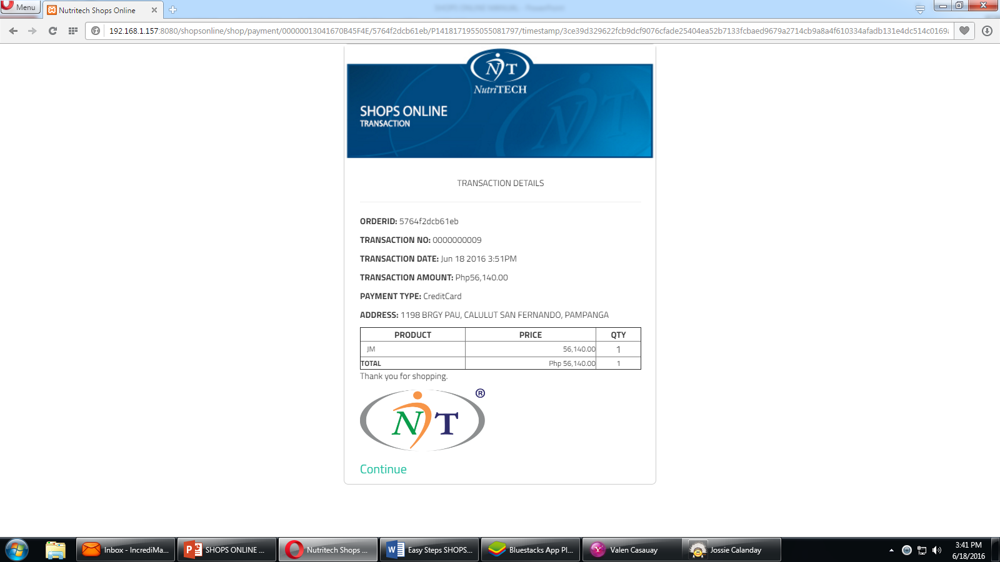 Menu
Nutritech Shops Online
192.168.1.157:8080/shopsonline/shop/payment/00000013041670B45F4E/5764f2dcb61eb/P1418171955055081797/timestamp/3ce39d329622fcb9dcf9076cfade25404ea52b7133fcbaed9679a2714cb9a8a4f610334afadb131e4dc514c0169a
NT
NutriTECH
SHOPS ONLINE
TRANSACTION
TRANSACTION DETAILS
ORDERID: 5764f2dcb61eb
TRANSACTION NO: 0000000009
TRANSACTION DATE: Jun 18 2016 3:51PM
TRANSACTION AMOUNT: Php56,140.00
PAYMENT TYPE: CreditCard
ADDRESS: 1198 BRGY PAU, CALULUT SAN FERNANDO, PAMPANGA
PRODUCT PRICE QTY
JM 56,140.00 1
TOTAL Php 56,140.00 1
Thank you for shopping.
NT ®
Continue
Inbox - IncrediMa... SHOPS ONLINE ... Nutritech Shops ... Easy Steps SHOPS... Bluestacks App Pl... Valen Casauay Jossie Calanday 3:41 PM
6/18/2016